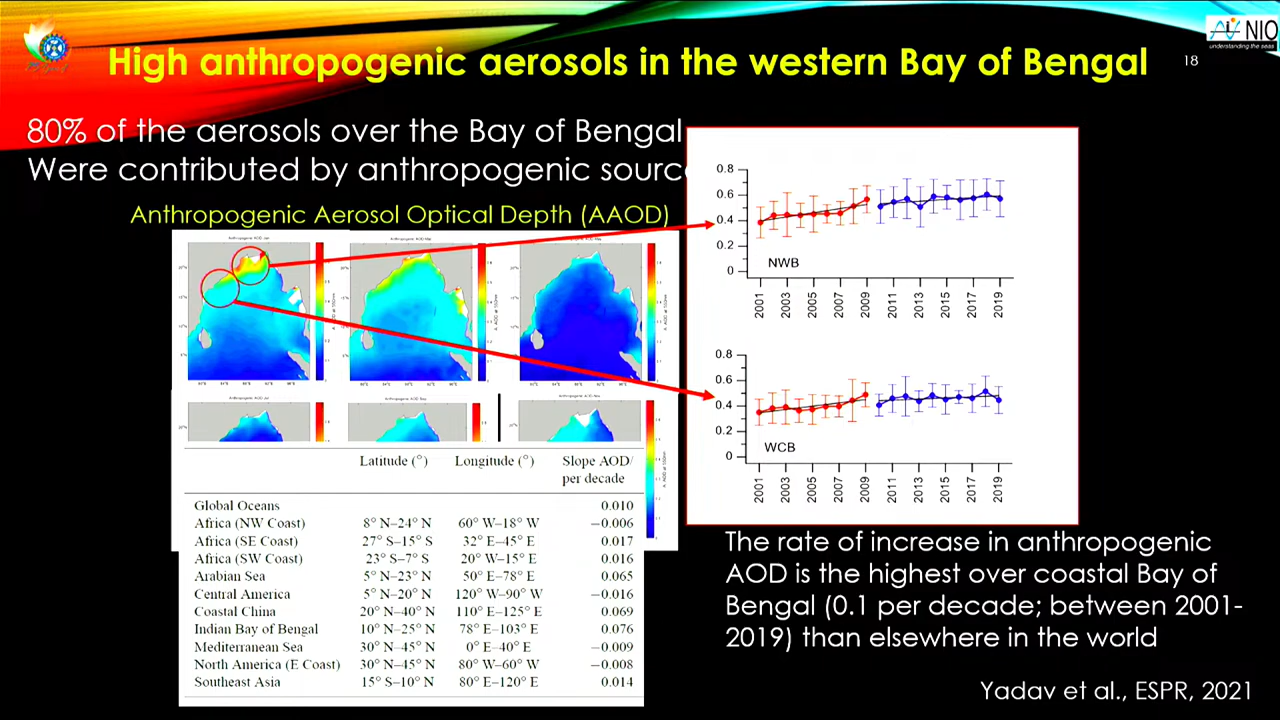 NIO
understanding the seas
High anthropogenic aerosols in the western Bay of Bengal
18
80% of the aerosols over the Bay of Bengal
Were contributed by anthropogenic sourc
Anthropogenic Aerosol Optical Depth (AAOD)
0.8
0.6
0.4
0.2
0
NWB
2001
2003
2005
2007
2009
2011
2013
2015
2017
2019
0.8
0.6
0.4
0.2
0
WCB
2001
2003
2005
2007
2009
2011
2013
2015
2017
2019
Latitude (°) Longitude (°) Slope AOD/
per decade
Global Oceans 0.010
Africa (NW Coast) 8° N–24° N 60° W–18° W −0.006
Africa (SE Coast) 27° S–15° S 32° E–45° E 0.017
Africa (SW Coast) 23° S–7° S 20° W–15° E 0.016
Arabian Sea 5° N–23° N 50° E–78° E 0.065
Central America 5° N–20° N 120° W–90° W −0.016
Coastal China 20° N–40° N 110° E–125° E 0.069
Indian Bay of Bengal 10° N–25° N 78° E–103° E 0.076
Mediterranean Sea 30° N–45° N 0° E–40° E −0.009
North America (E Coast) 30° N–45° N 80° W–60° W −0.008
Southeast Asia 15° S–10° N 80° E–120° E 0.014
The rate of increase in anthropogenic
AOD is the highest over coastal Bay of
Bengal (0.1 per decade; between 2001-
2019) than elsewhere in the world
Yadav et al., ESPR, 2021